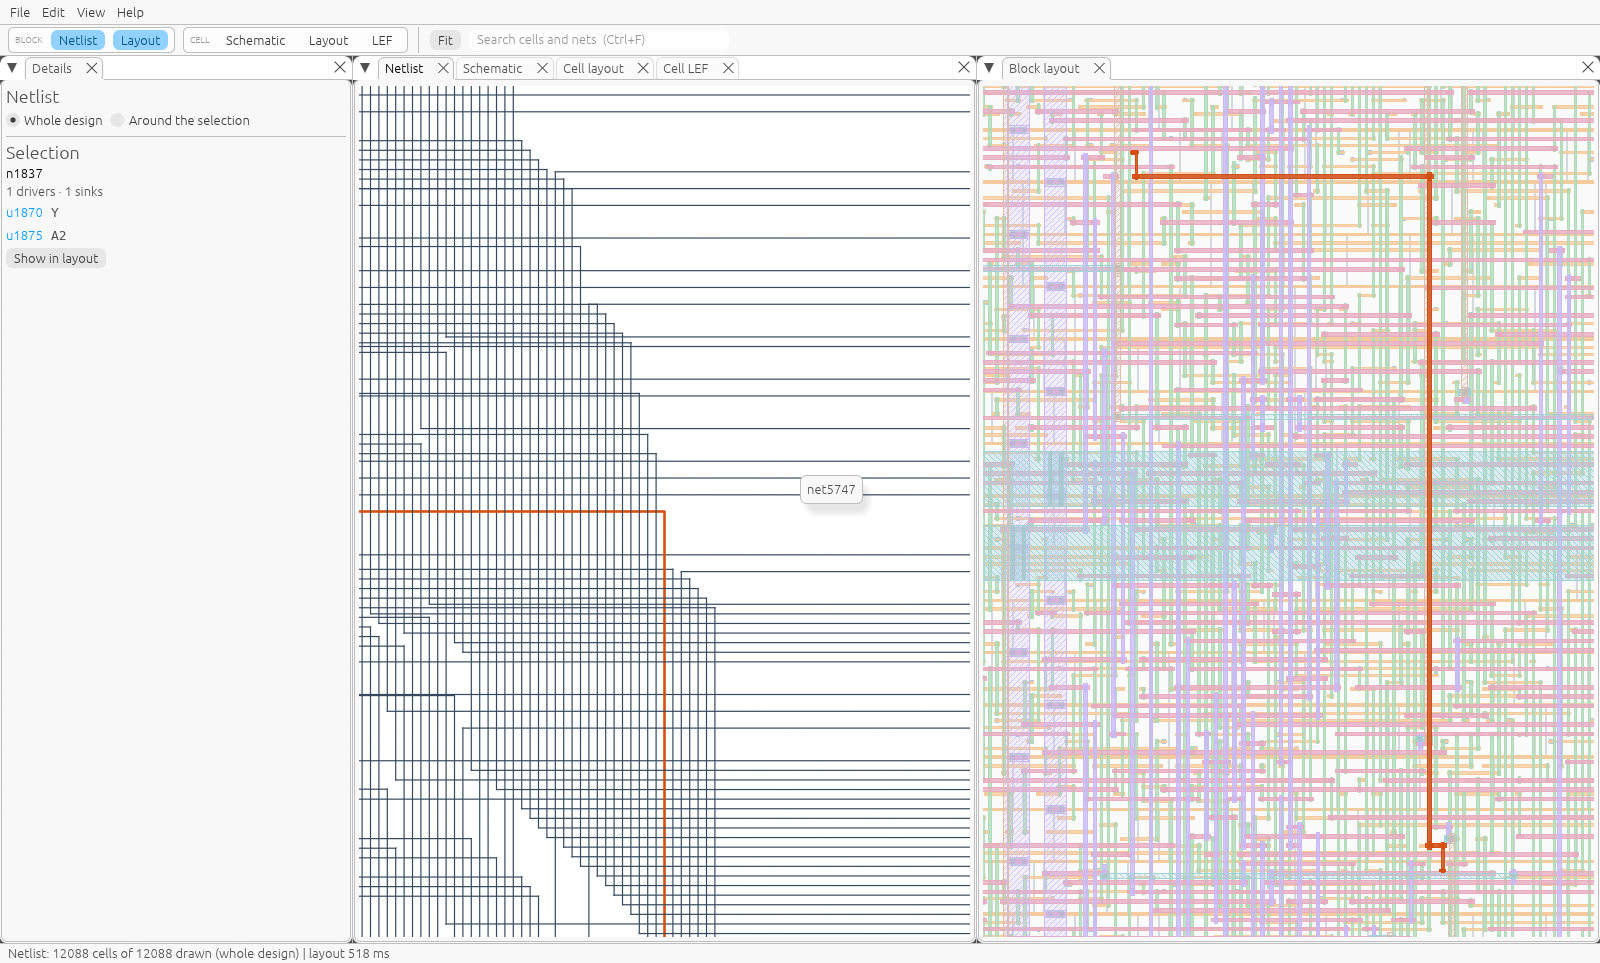 File Edit View Help
BLOCK Netlist Layout CELL Schematic Layout LEF Fit Search cells and nets (Ctrl+F)
Details Netlist Schematic Cell layout Cell LEF Block layout
Netlist
Whole design Around the selection
Selection
n1837
1 drivers · 1 sinks
u1870 Y
u1875 A2
Show in layout
net5747
Netlist: 12088 cells of 12088 drawn (whole design) | layout 518 ms